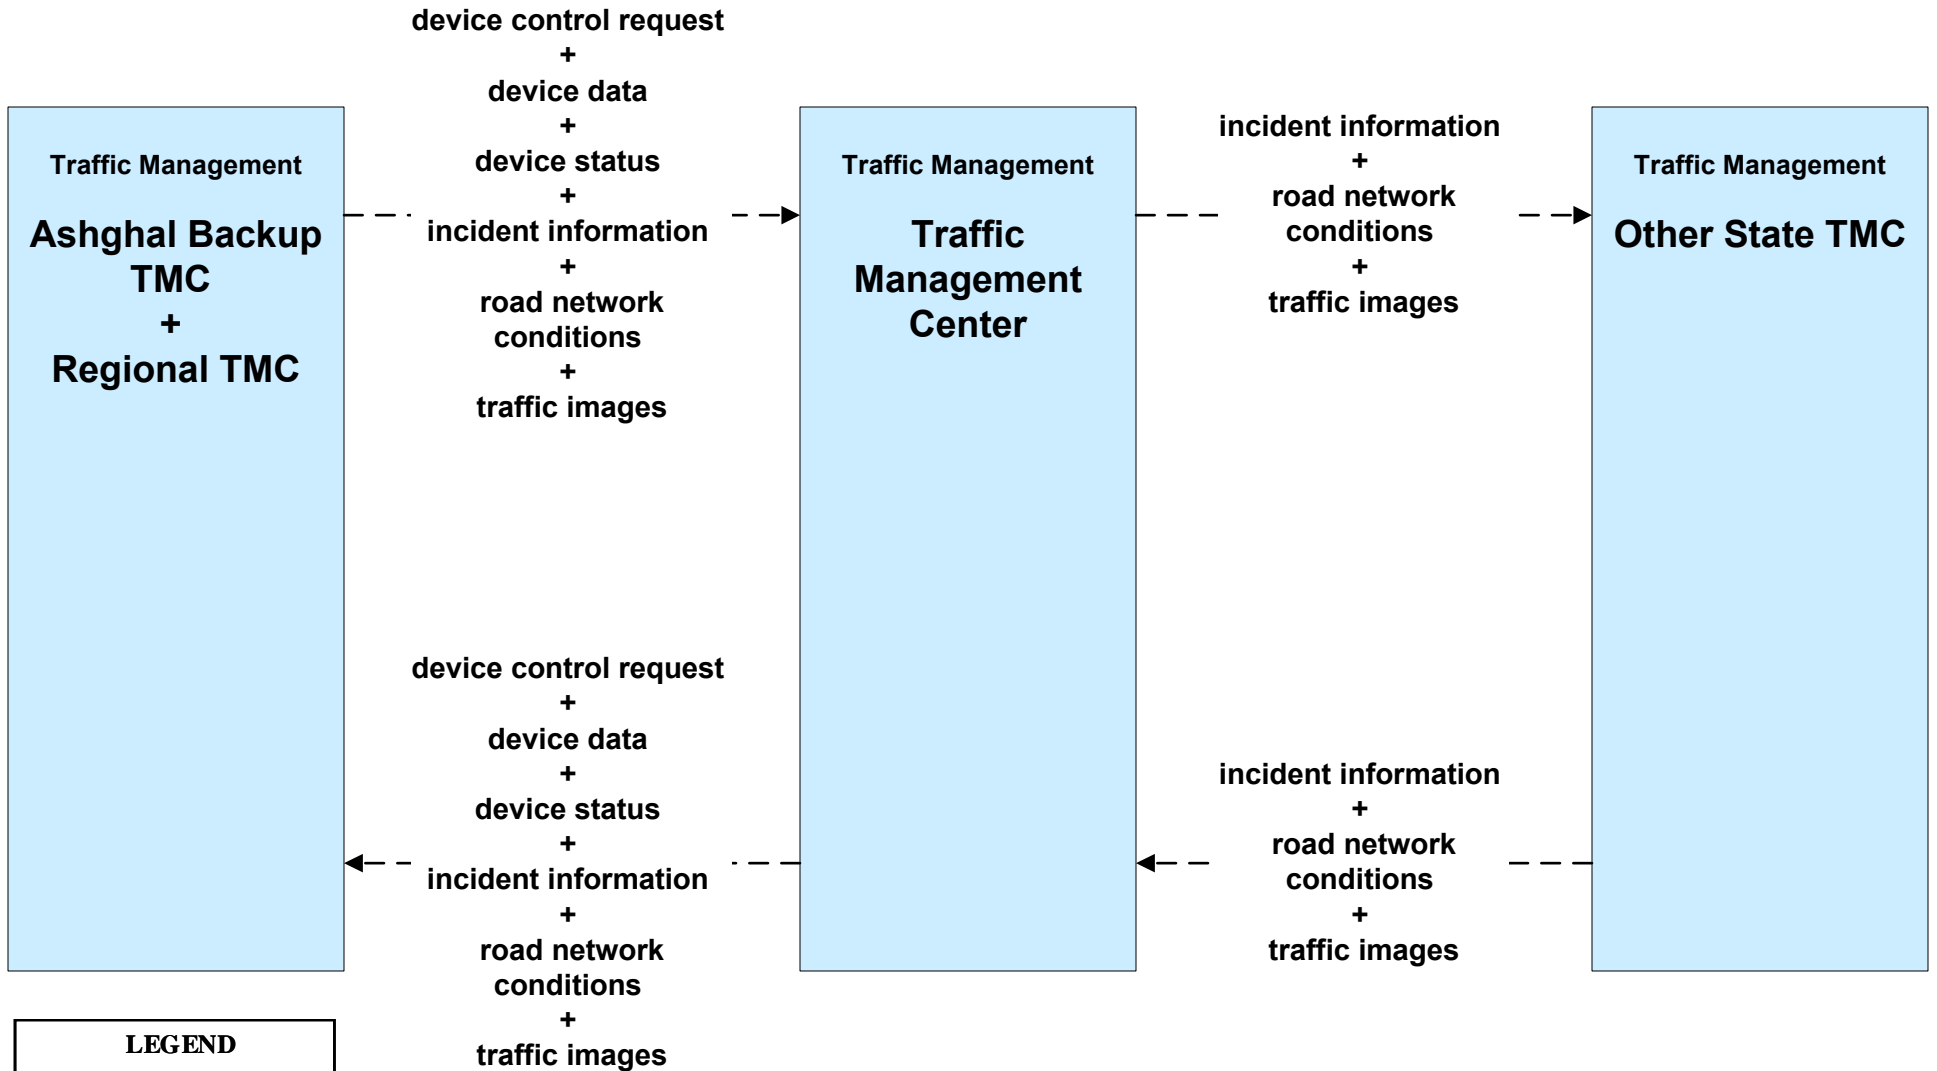 device control request
+
device data
+
device status
+
incident information
+
road network
conditions
+
traffic images
Traffic Management
Ashghal Backup
TMC
+
Regional TMC
Traffic Management
Traffic
Management
Center
incident information
+
road network
conditions
+
traffic images
Traffic Management
Other State TMC
device control request
+
device data
+
device status
+
incident information
+
road network
conditions
+
traffic images
incident information
+
road network
conditions
+
traffic images
LEGEND